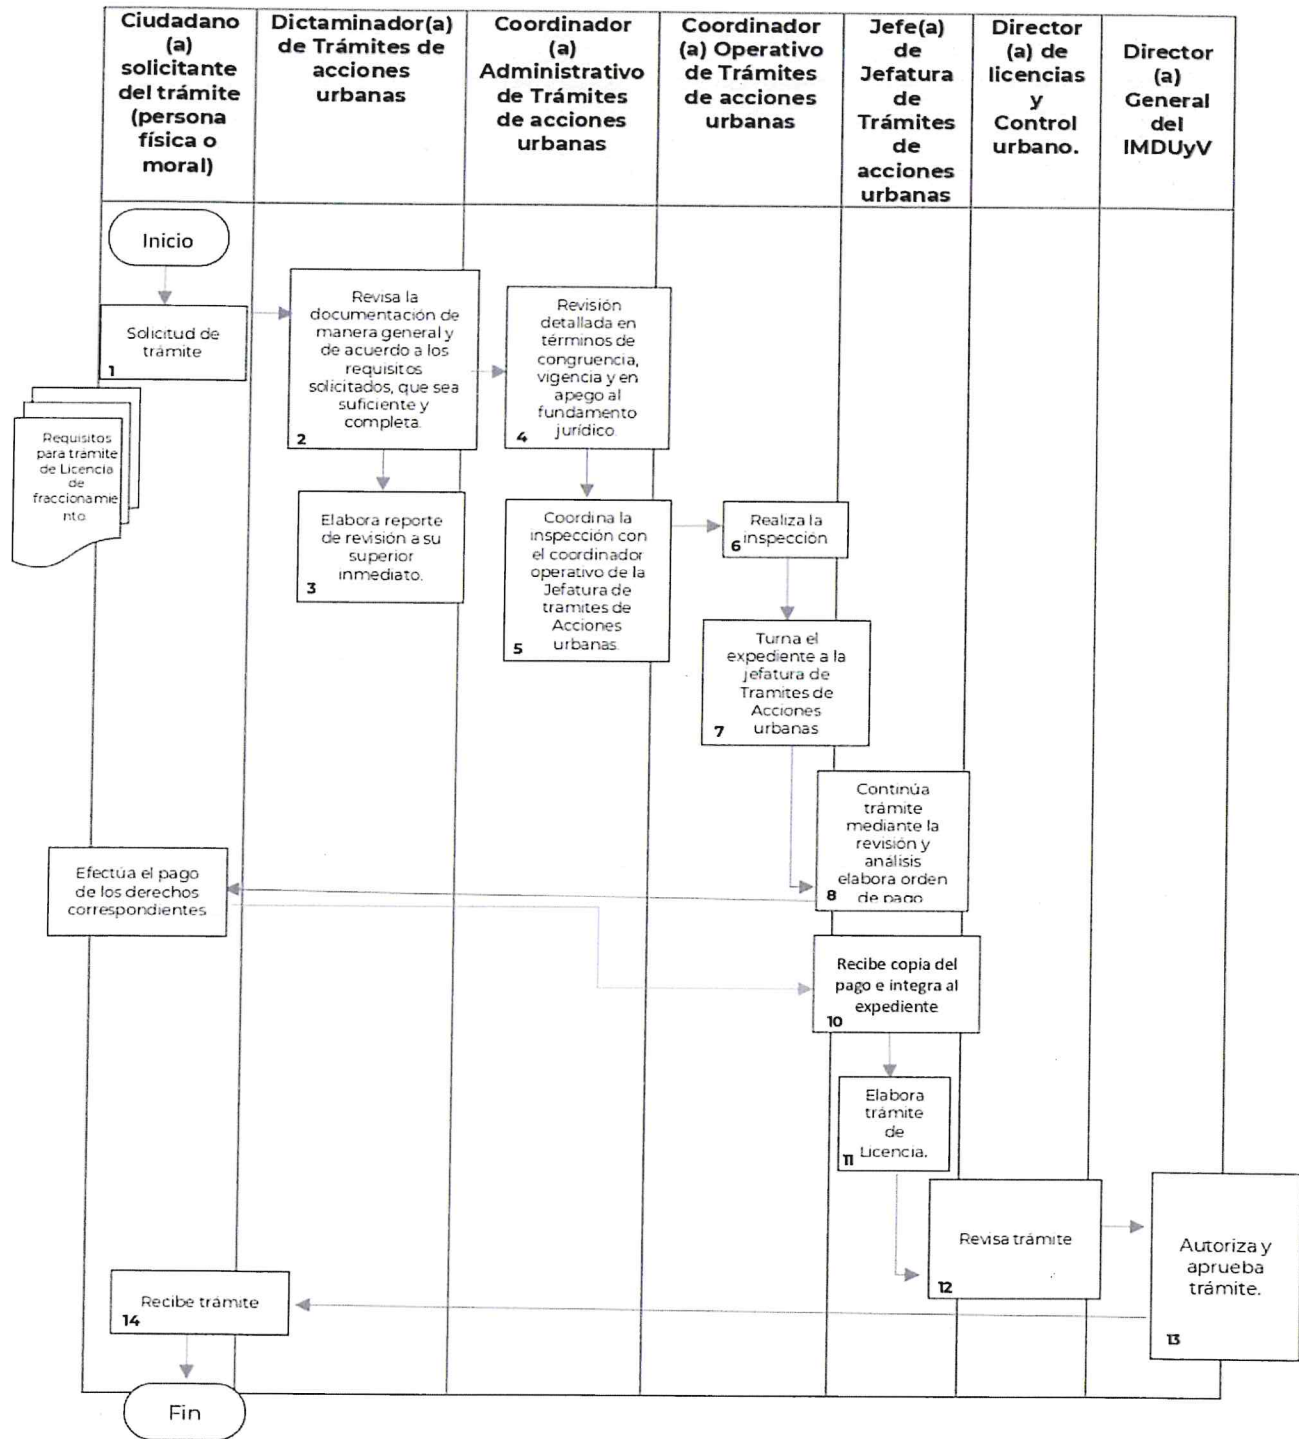 Ciudadano
(a)
solicitante
del trámite
(persona
física o
moral)
Dictaminador(a)
de Trámites de
acciones
urbanas
Coordinador
(a)
Administrativo
de Trámites
de acciones
urbanas
Coordinador
(a) Operativo
de Trámites
de acciones
urbanas
Jefe(a)
de
Jefatura
de
Trámites
de
acciones
urbanas
Director
(a) de
licencias
y
Control
urbano.
Director
(a)
General
del
IMDUyV
Inicio
Solicitud de
trámite
1
Requisitos
para trámite
de Licencia
de
fraccionamie
nto.
Revisa la
documentación de
manera general y
de acuerdo a los
requisitos
solicitados, que sea
suficiente y
completa.
2
Elabora reporte
de revisión a su
superior
inmediato.
3
Revisión
detallada en
términos de
congruencia,
vigencia y en
apego al
fundamento
jurídico.
4
Coordina la
inspección con
el coordinador
operativo de la
Jefatura de
tramites de
Acciones
urbanas.
5
Realiza la
inspección
6
Turna el
expediente a la
jefatura de
Tramites de
Acciones
urbanas
7
Continúa
trámite
mediante la
revisión y
análisis
elabora orden
de pago
8
Efectúa el pago
de los derechos
correspondientes
Recibe copia del
pago e integra al
expediente
10
Elabora
trámite
de
Licencia.
11
Revisa trámite
12
Autoriza y
aprueba
trámite.
13
Recibe trámite
14
Fin